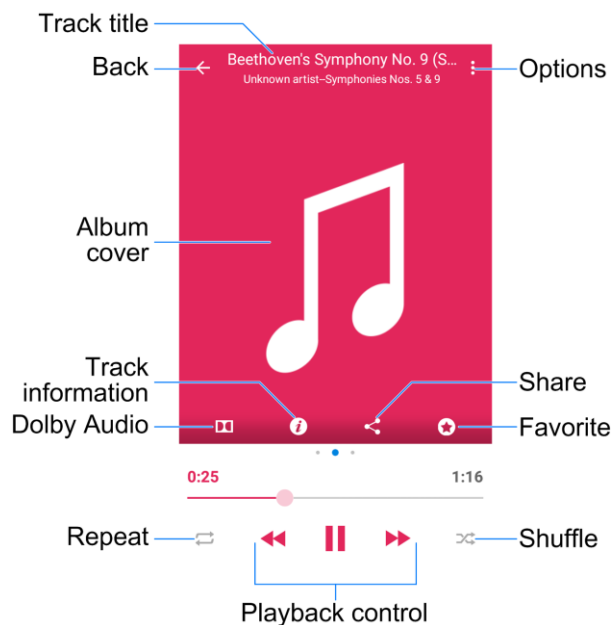 Track title
Back
Beethoven's Symphony No. 9 (S...
Options
Unknown artist–Symphonies Nos. 5 & 9
Album
cover
Track
information
Share
Dolby Audio
Favorite
0:25
1:16
Repeat
Shuffle
Playback control